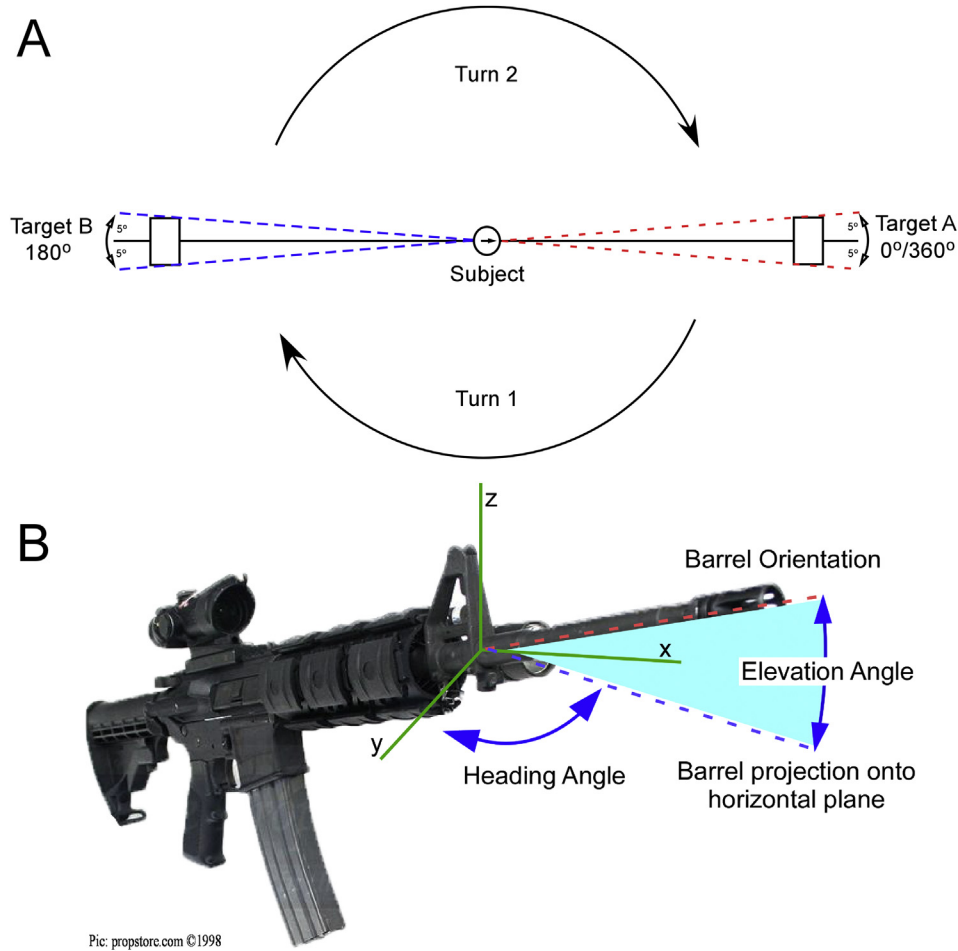 A
Turn 2
Target B
180º
5º
5º
Subject
5º
5º
Target A
0º/360º
Turn 1
B
z
Barrel Orientation
x
Elevation Angle
y
Heading Angle
Barrel projection onto
horizontal plane
Pic: propstore.com ©1998